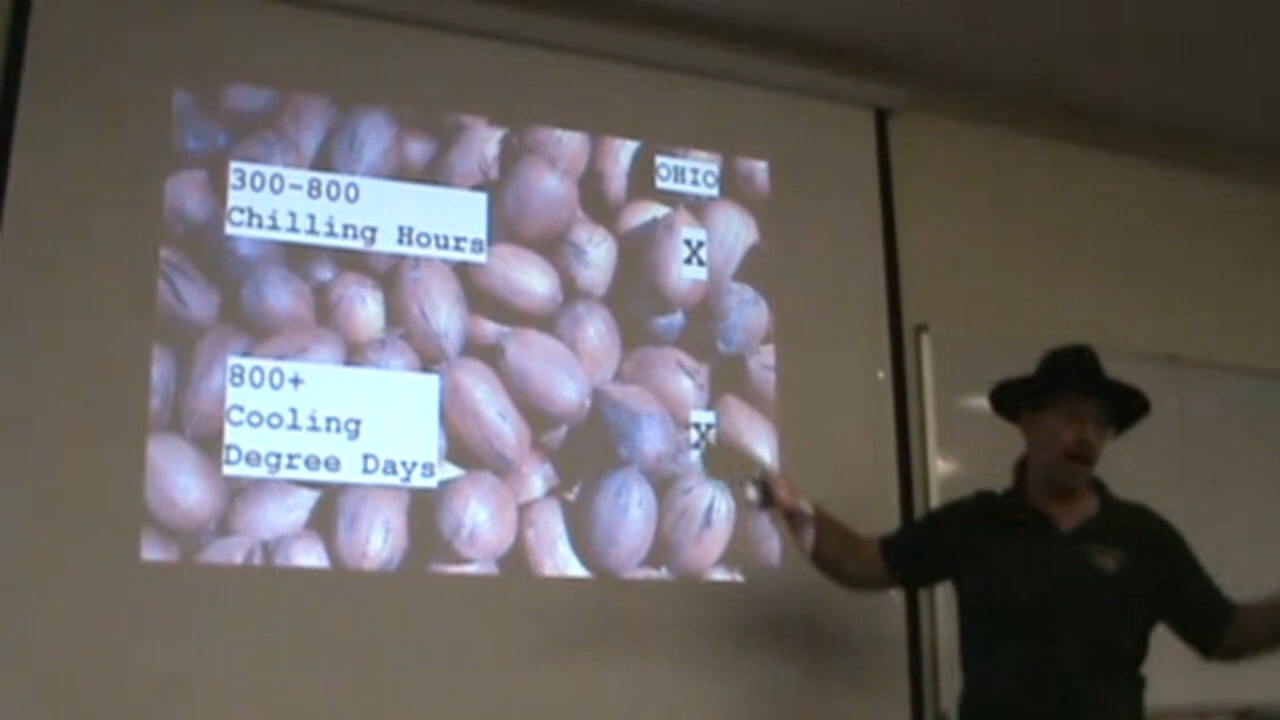 300-800
Chilling Hours
OHIO
X
800+
Cooling
Degree Days
X